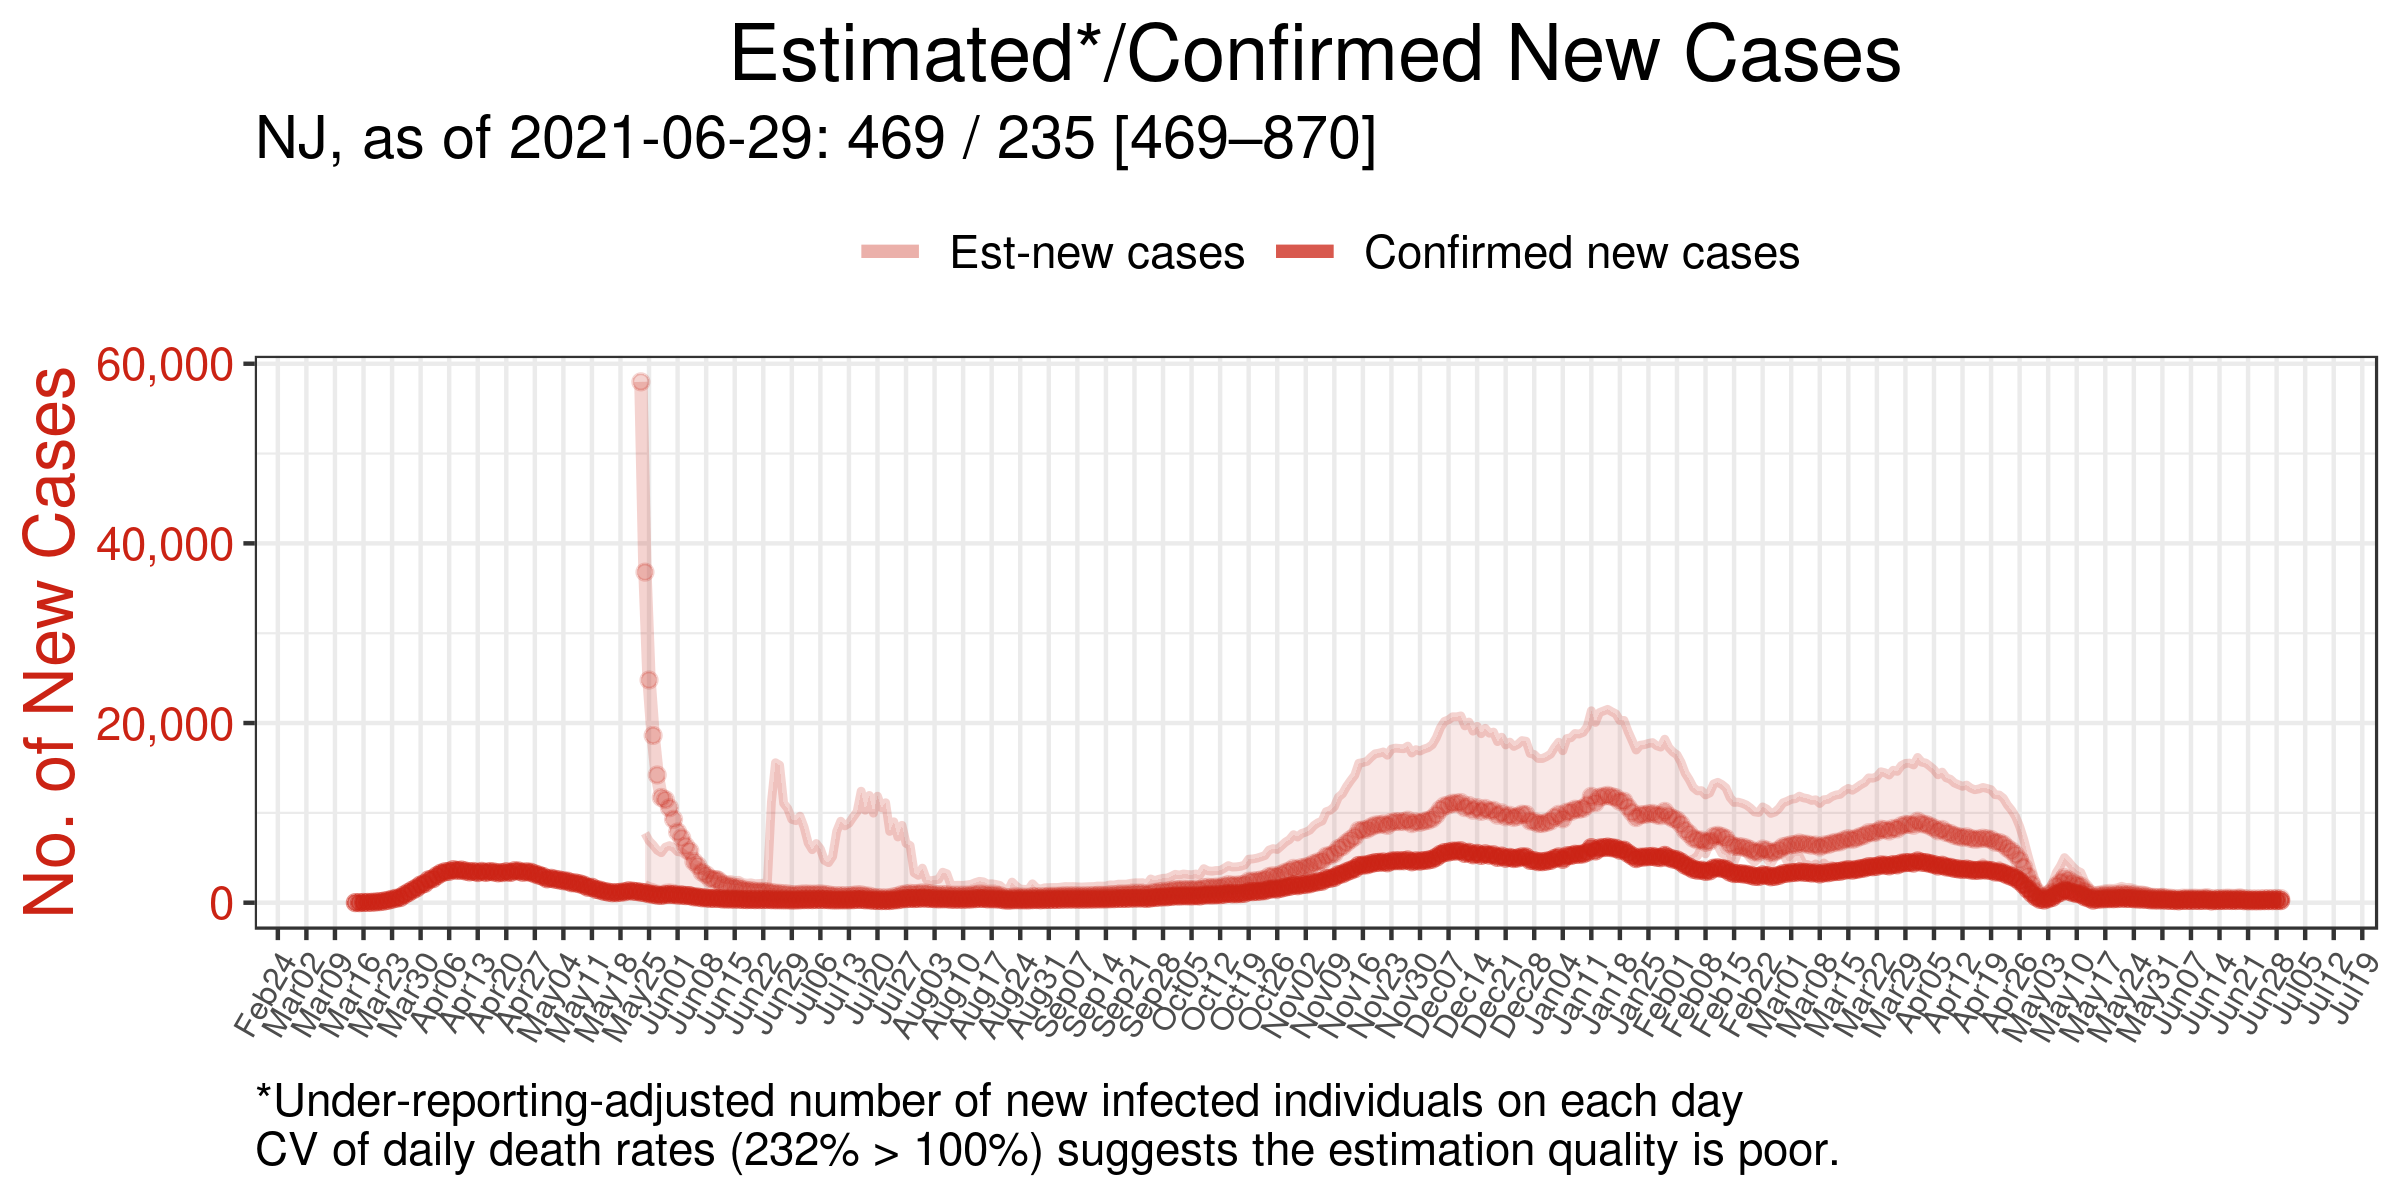 Estimated*/Confirmed New Cases
NJ, as of 2021-06-29: 469 / 235 [469–870]
Est-new cases Confirmed new cases
No. of New Cases
60,000
40,000
20,000
0
Feb24 Mar02 Mar09 Mar16 Mar23 Mar30 Apr06 Apr13 Apr20 Apr27 May04 May11 May18 May25 Jun01 Jun08 Jun15 Jun22 Jun29 Jul06 Jul13 Jul20 Jul27 Aug03 Aug10 Aug17 Aug24 Aug31 Sep07 Sep14 Sep21 Sep28 Oct05 Oct12 Oct19 Oct26 Nov02 Nov09 Nov16 Nov23 Nov30 Dec07 Dec14 Dec21 Dec28 Jan04 Jan11 Jan18 Jan25 Feb01 Feb08 Feb15 Feb22 Mar01 Mar08 Mar15 Mar22 Mar29 Apr05 Apr12 Apr19 Apr26 May03 May10 May17 May24 May31 Jun07 Jun14 Jun21 Jun28 Jul05 Jul12 Jul19
*Under-reporting-adjusted number of new infected individuals on each day
CV of daily death rates (232% > 100%) suggests the estimation quality is poor.